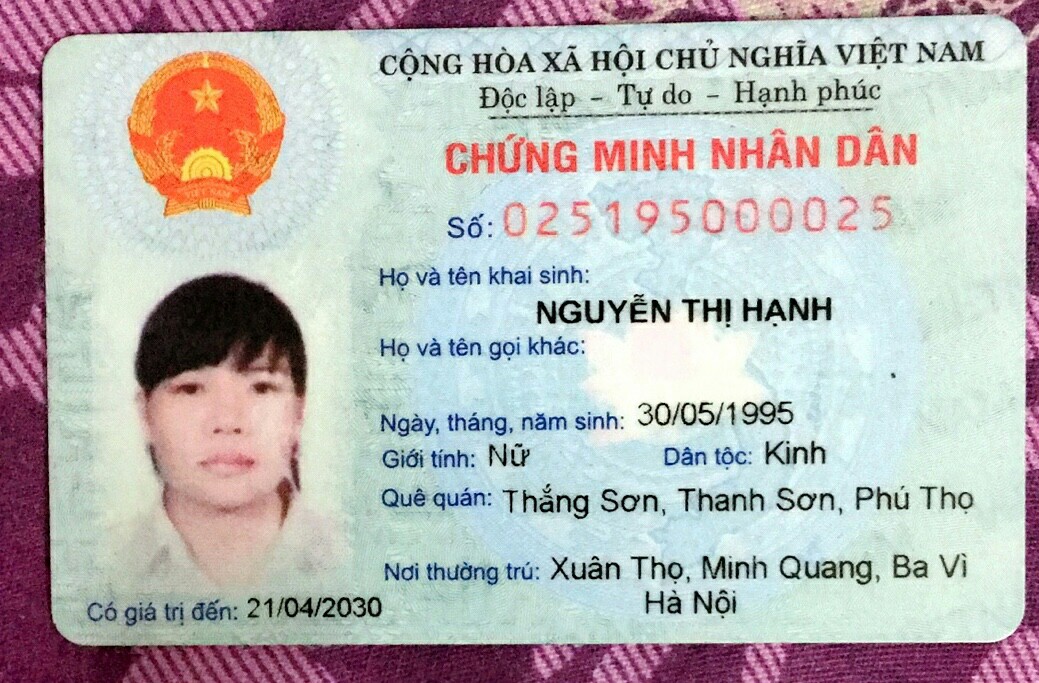 CỘNG HÒA XÃ HỘI CHỦ NGHĨA VIỆT NAM
Độc lập - Tự do - Hạnh phúc
CHỨNG MINH NHÂN DÂN
Số: 025195000025
Họ và tên khai sinh:
NGUYỄN THỊ HẠNH
Họ và tên gọi khác:
Ngày, tháng, năm sinh: 30/05/1995
Giới tính: Nữ Dân tộc: Kinh
Quê quán: Thắng Sơn, Thanh Sơn, Phú Thọ
Nơi thường trú: Xuân Thọ, Minh Quang, Ba Vì
Hà Nội
Có giá trị đến: 21/04/2030
VIỆT NAM